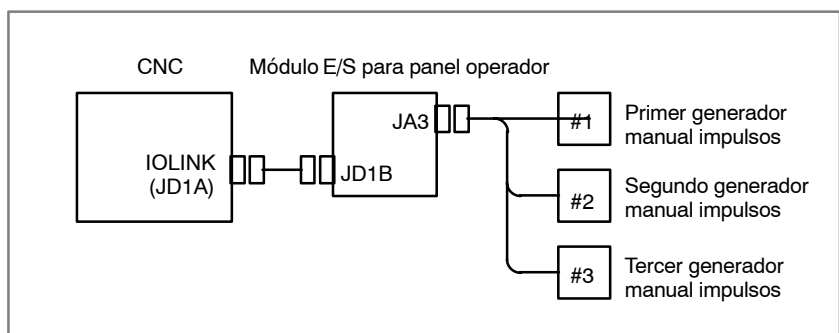 CNC
Módulo E/S para panel operador
JA3
IOLINK
(JD1A)
JD1B
#1
Primer generador
manual impulsos
#2
Segundo generador
manual impulsos
#3
Tercer generador
manual impulsos